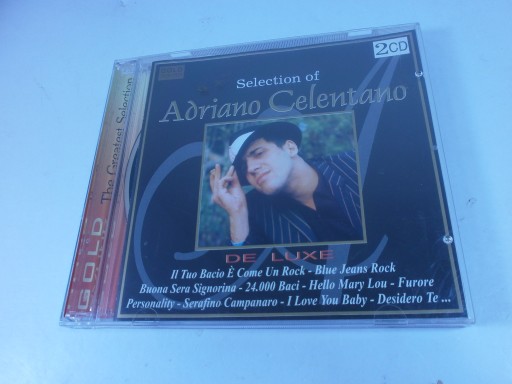 2CD
Selection of
Adriano Celentano
DE LUXE
Il Tuo Bacio È Come Un Rock - Blue Jeans Rock
Buona Sera Signorina - 24.000 Baci - Hello Mary Lou - Furore
Personality - Serafino Campanaro - I Love You Baby - Desidero Te ...
GOLD
The Greatest Selection